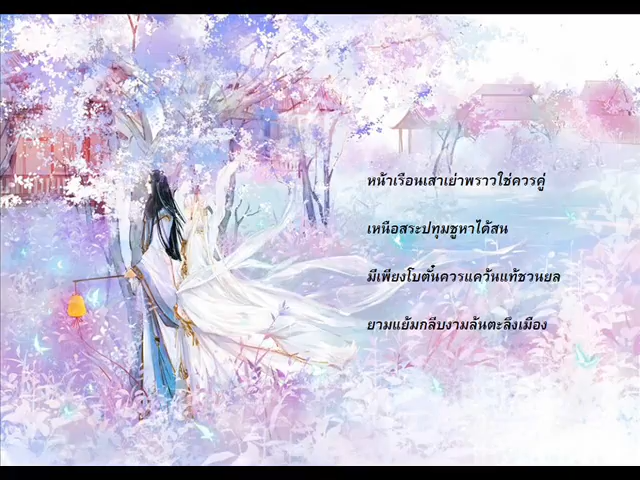 หน้าเรือนเสาเย่าพราวใช่ควรคู่
เหนือสระปทุมชูหาได้สน
มีเพียงโบตั๋นควรแคว้นแท้ชวนยล
ยามแย้มกลีบงามล้นตะลึงเมือง